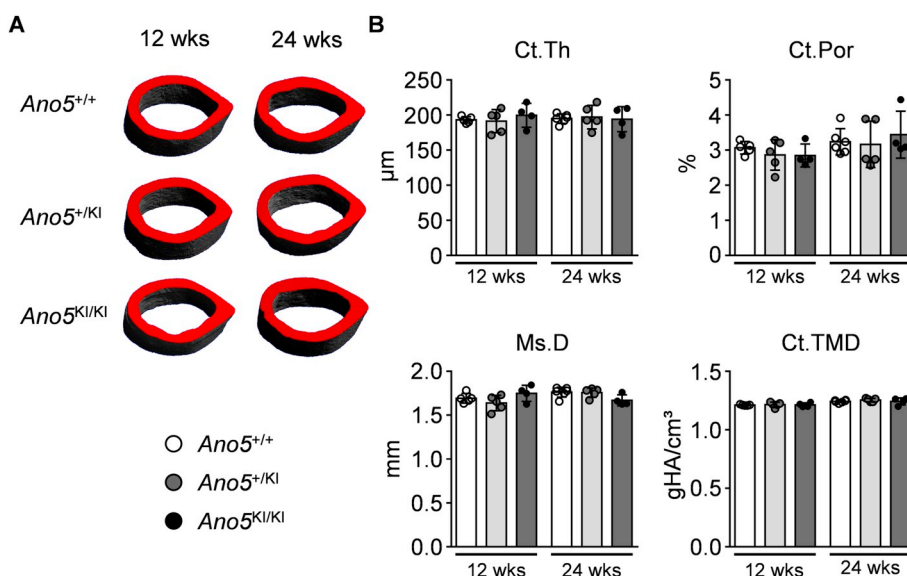 A
12 wks 24 wks
Ano5+/+
Ano5+/KI
Ano5KI/KI
Ano5+/+
Ano5+/KI
Ano5KI/KI
B
Ct.Th
250
200
150
100
50
0
µm
12 wks 24 wks
Ct.Por
5
4
3
2
1
0
%
12 wks 24 wks
Ms.D
2.0
1.5
1.0
0.5
0.0
mm
12 wks 24 wks
Ct.TMD
1.5
1.0
0.5
0.0
gHA/cm³
12 wks 24 wks